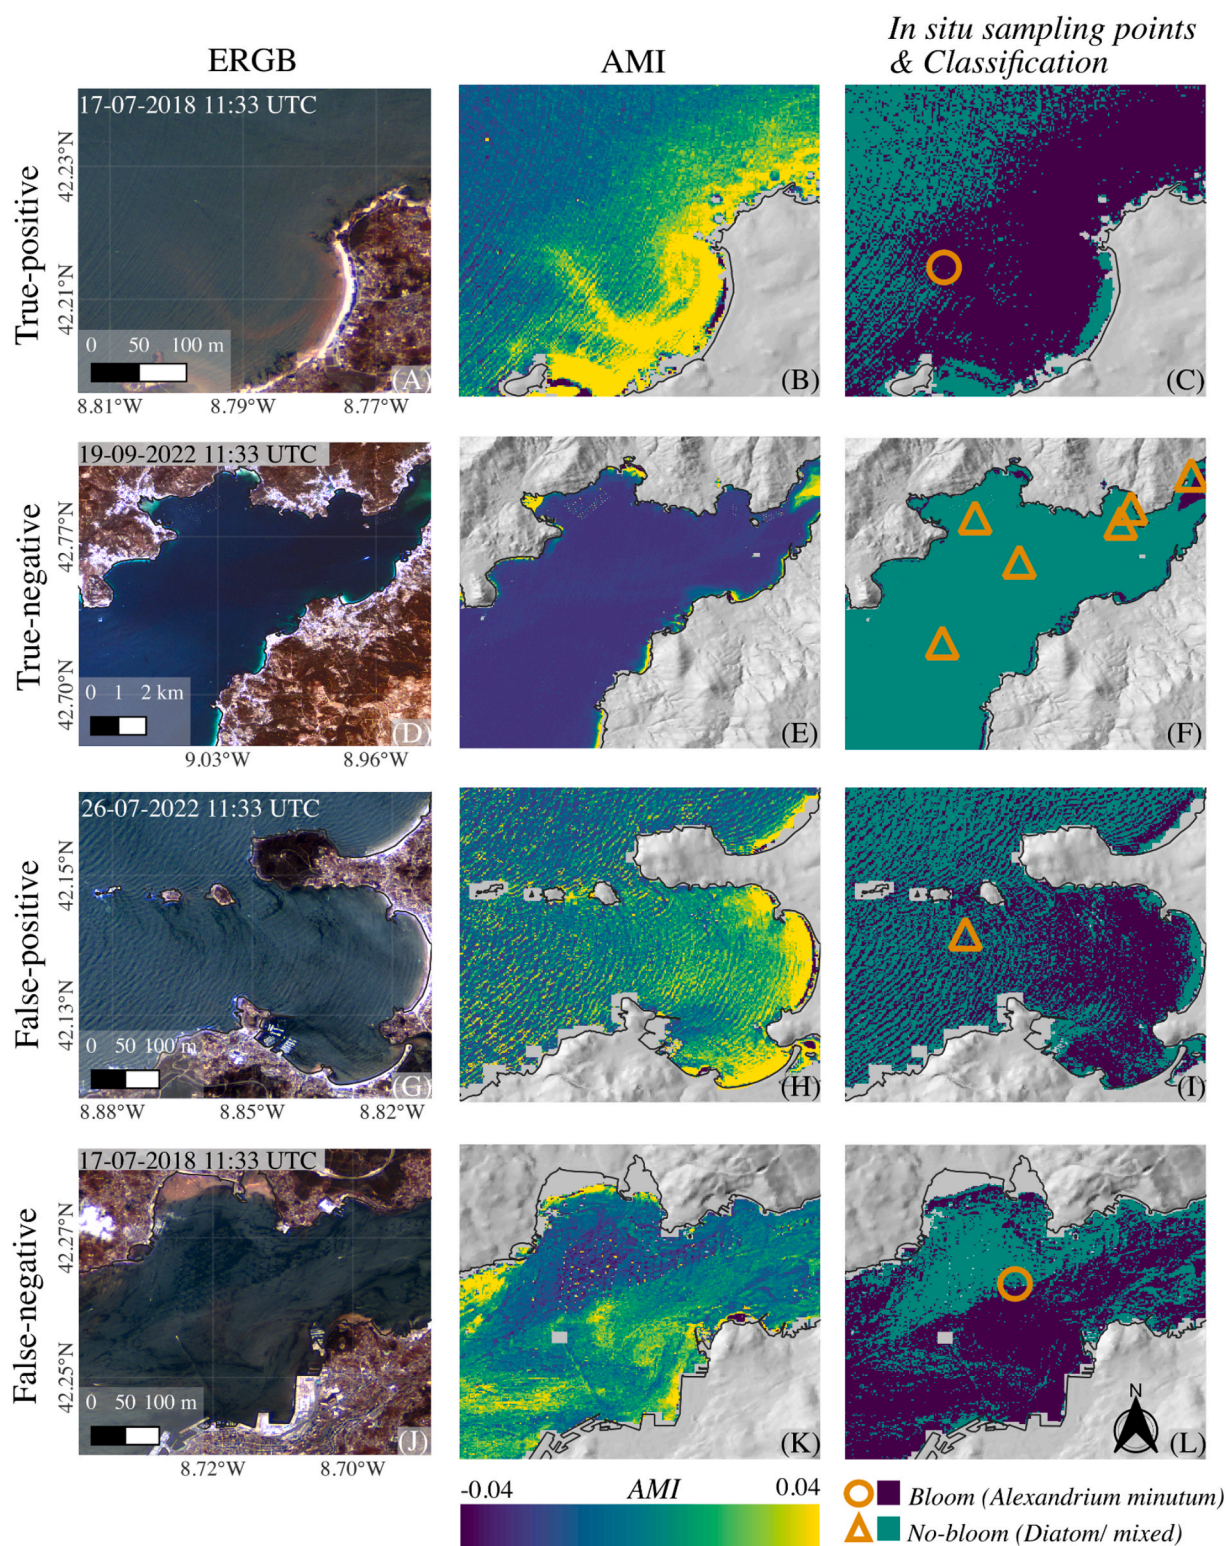 ERGB
AMI
In situ sampling points
& Classification
True-positive
17-07-2018 11:33 UTC
42.23°N
42.21°N
0 50 100 m
(A)
(B)
(C)
8.81°W 8.79°W 8.77°W
True-negative
19-09-2022 11:33 UTC
42.77°N
42.70°N
0 1 2 km
(D)
(E)
(F)
9.03°W 8.96°W
False-positive
26-07-2022 11:33 UTC
42.15°N
42.13°N
0 50 100 m
(G)
(H)
(I)
8.88°W 8.85°W 8.82°W
False-negative
17-07-2018 11:33 UTC
42.27°N
42.25°N
0 50 100 m
(J)
(K)
N
(L)
8.72°W 8.70°W
-0.04 AMI 0.04
Bloom (Alexandrium minutum)
No-bloom (Diatom/ mixed)